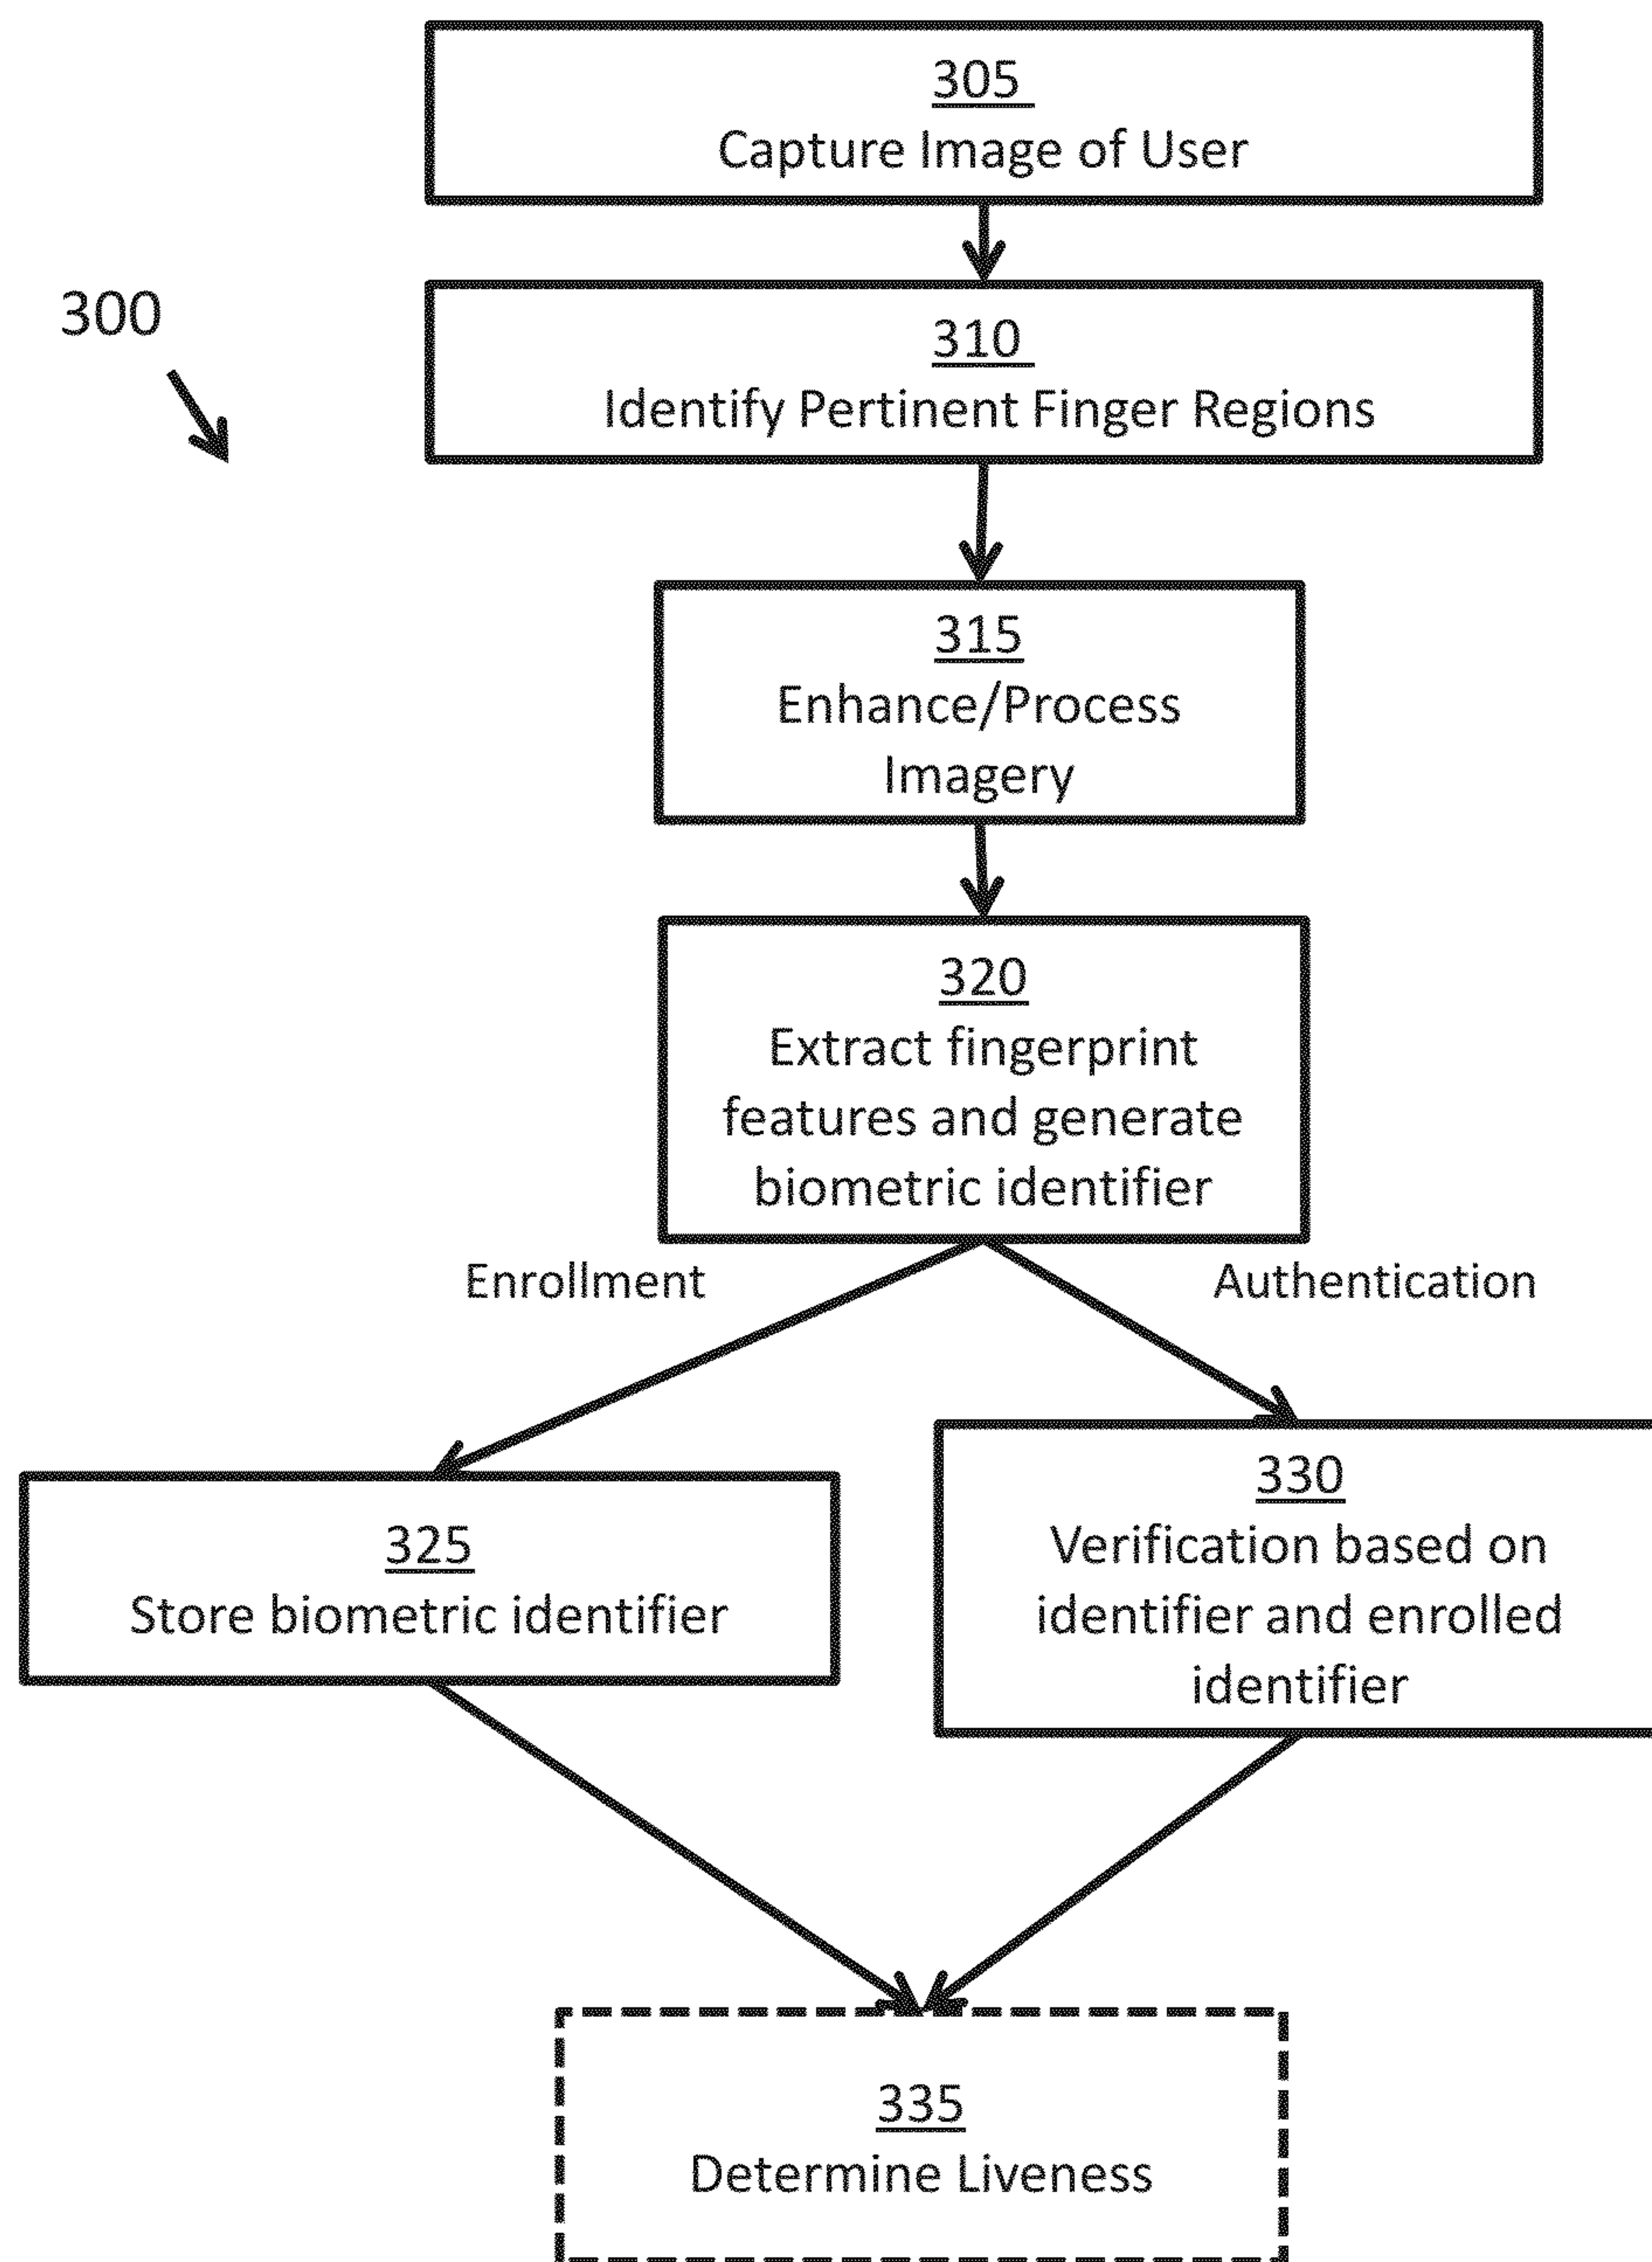 305
Capture Image of User
300
310
Identify Pertinent Finger Regions
315
Enhance/Process
Imagery
320
Extract fingerprint
features and generate
biometric identifier
Enrollment
Authentication
325
Store biometric identifier
330
Verification based on
identifier and enrolled
identifier
335
Determine Liveness